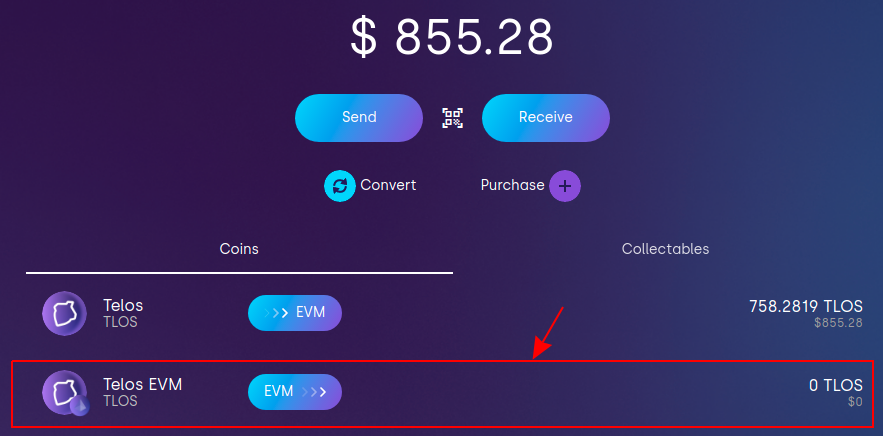 $ 855.28
Send
Receive
Convert
Purchase
Coins
Collectables
Telos
TLOS
EVM
758.2819 TLOS
$855.28
Telos EVM
TLOS
EVM
0 TLOS
$0